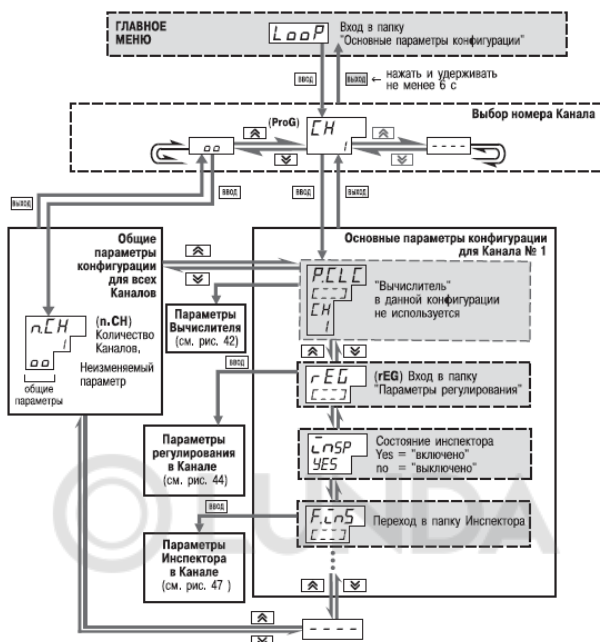 ГЛАВНОЕ
МЕНЮ
LooP
Вход в папку
"Основные параметры конфигурации"
ВВОД
ВЫХОД
← нажать и удерживать
не менее 6 с
Выбор номера Канала
(ProG)
CH
1
oo
----
ВЫХОД
ВВОД
ВВОД
ВЫХОД
Общие
параметры
конфигурации
для всех
Каналов
n.CH
1
oo
(n.CH)
Количество
Каналов,
Неизменяемый
параметр
общие
параметры
Основные параметры конфигурации
для Канала № 1
P.CLC
[---]
CH
1
"Вычислитель"
в данной конфигурации
не используется
Параметры
Вычислителя
(см. рис. 42)
ВВОД
rEG
[---]
(rEG) Вход в папку
"Параметры регулирования"
Параметры
регулирования
в Канале
(см. рис. 44)
inSP
YES
Состояние инспектора
Yes = "включено"
no = "выключено"
ВВОД
F.inS
[---]
Переход в папку Инспектора
Параметры
Инспектора
в Канале
(см. рис. 47 )
----
LUNDA